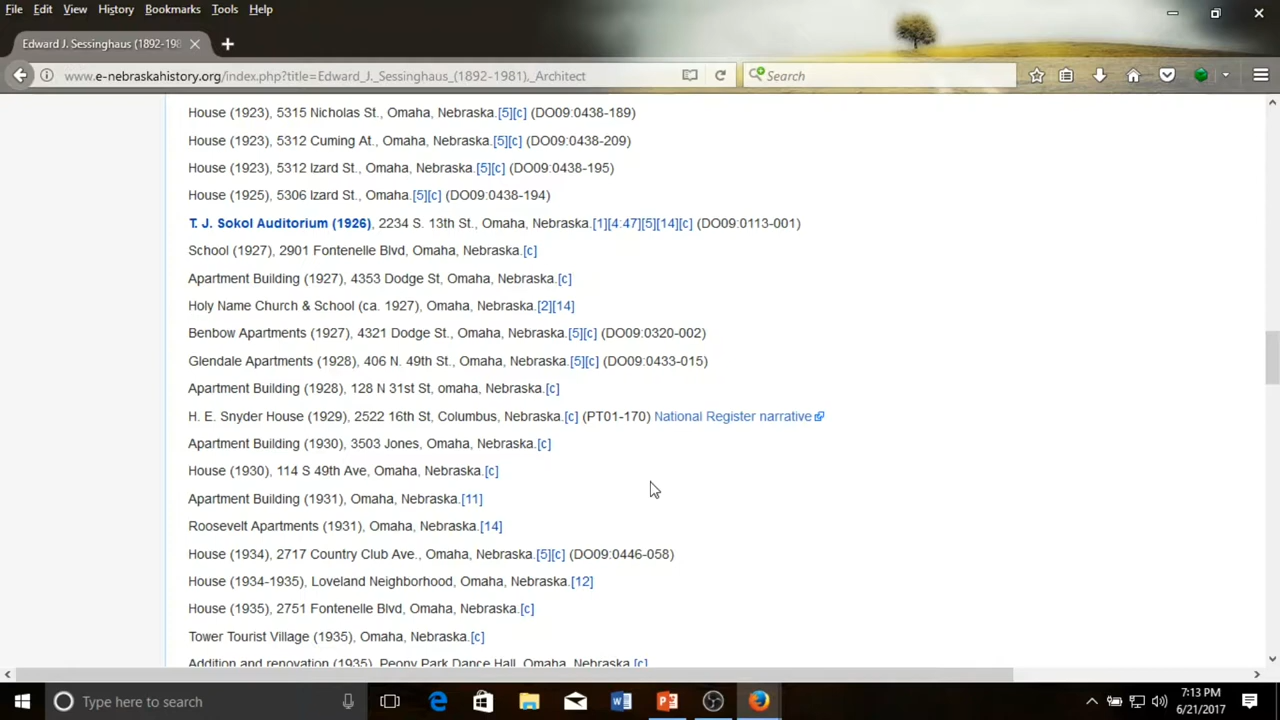 File Edit View History Bookmarks Tools Help
Edward J. Sessinghaus (1892-198
www.e-nebraskahistory.org/index.php?title=Edward_J._Sessinghaus_(1892-1981),_Architect
Search
House (1923), 5315 Nicholas St., Omaha, Nebraska.[5][c] (DO09:0438-189)
House (1923), 5312 Cuming At., Omaha, Nebraska.[5][c] (DO09:0438-209)
House (1923), 5312 Izard St., Omaha, Nebraska.[5][c] (DO09:0438-195)
House (1925), 5306 Izard St., Omaha.[5][c] (DO09:0438-194)
T. J. Sokol Auditorium (1926), 2234 S. 13th St., Omaha, Nebraska.[1][4:47][5][14][c] (DO09:0113-001)
School (1927), 2901 Fontenelle Blvd, Omaha, Nebraska.[c]
Apartment Building (1927), 4353 Dodge St, Omaha, Nebraska.[c]
Holy Name Church & School (ca. 1927), Omaha, Nebraska.[2][14]
Benbow Apartments (1927), 4321 Dodge St., Omaha, Nebraska.[5][c] (DO09:0320-002)
Glendale Apartments (1928), 406 N. 49th St., Omaha, Nebraska.[5][c] (DO09:0433-015)
Apartment Building (1928), 128 N 31st St, omaha, Nebraska.[c]
H. E. Snyder House (1929), 2522 16th St, Columbus, Nebraska.[c] (PT01-170) National Register narrative
Apartment Building (1930), 3503 Jones, Omaha, Nebraska.[c]
House (1930), 114 S 49th Ave, Omaha, Nebraska.[c]
Apartment Building (1931), Omaha, Nebraska.[11]
Roosevelt Apartments (1931), Omaha, Nebraska.[14]
House (1934), 2717 Country Club Ave., Omaha, Nebraska.[5][c] (DO09:0446-058)
House (1934-1935), Loveland Neighborhood, Omaha, Nebraska.[12]
House (1935), 2751 Fontenelle Blvd, Omaha, Nebraska.[c]
Tower Tourist Village (1935), Omaha, Nebraska.[c]
Addition and renovation (1935), Peony Park Dance Hall, Omaha, Nebraska.[c]
Type here to search
7:13 PM
6/21/2017